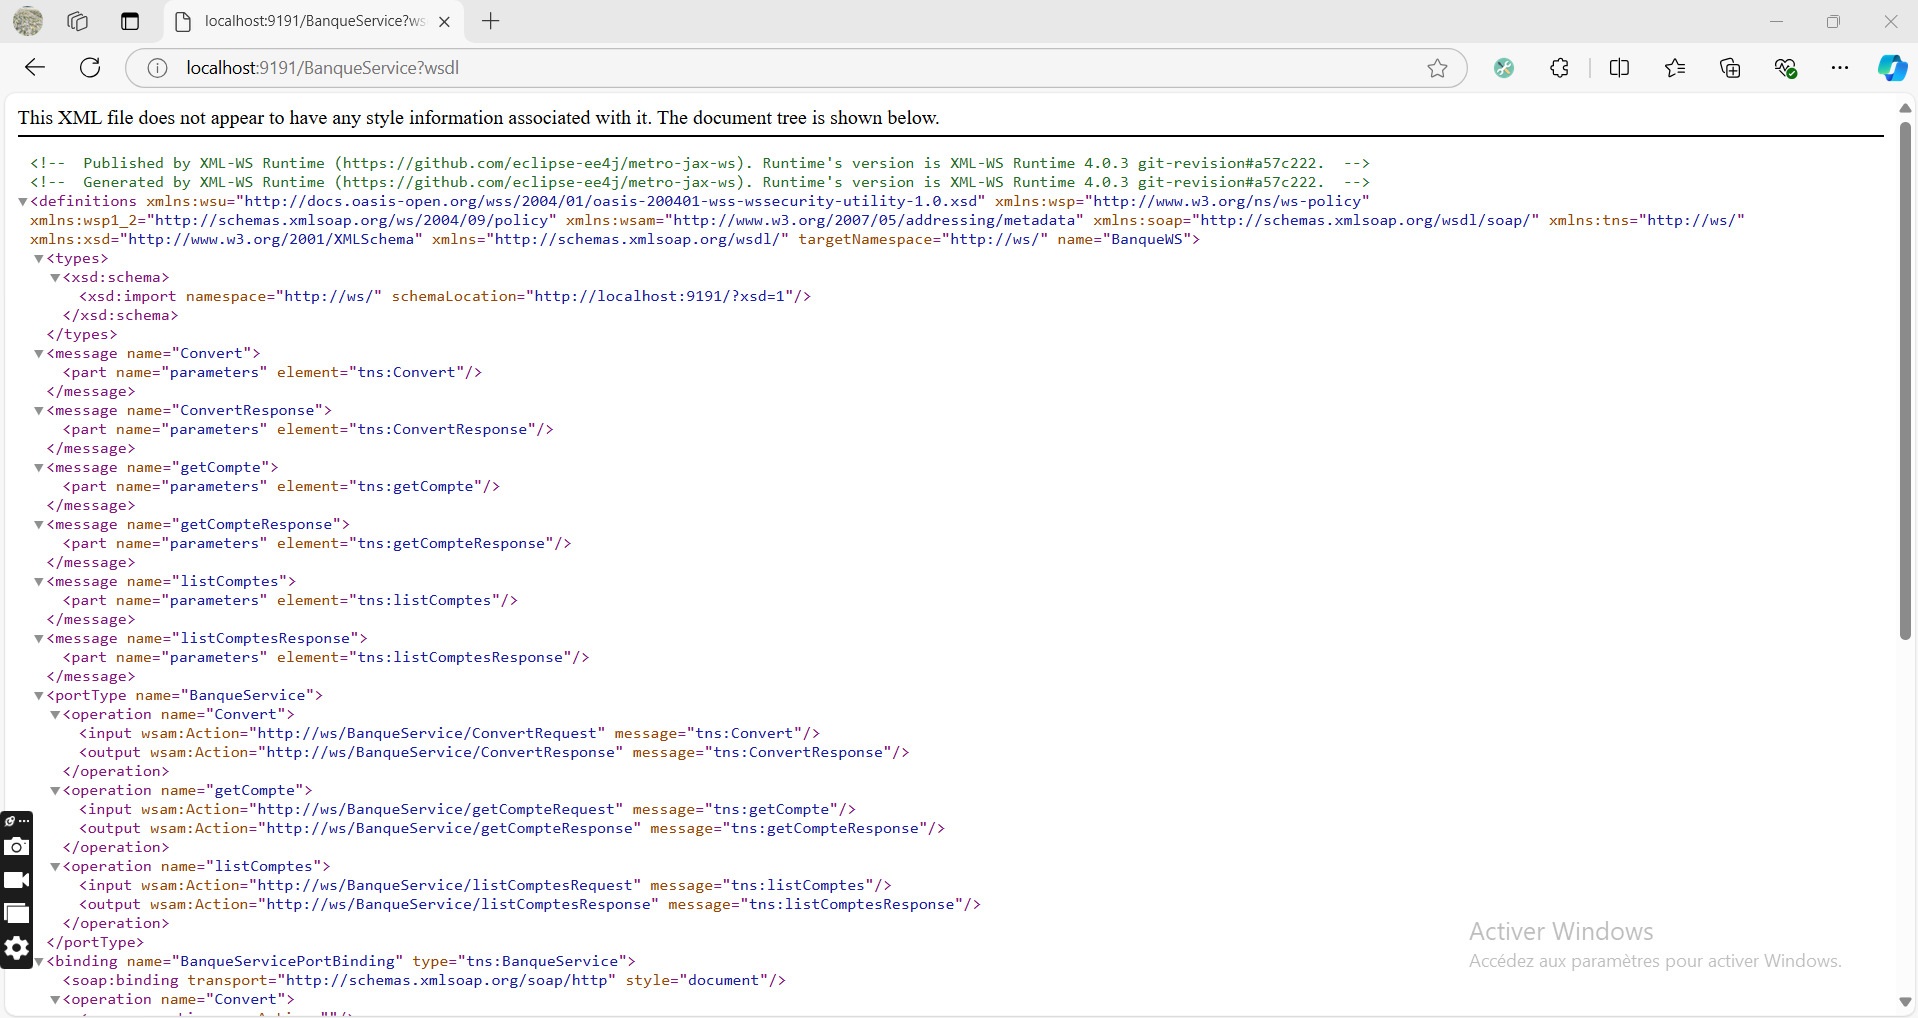 localhost:9191/BanqueService?ws
localhost:9191/BanqueService?wsdl
This XML file does not appear to have any style information associated with it. The document tree is shown below.
<!-- Published by XML-WS Runtime (https://github.com/eclipse-ee4j/metro-jax-ws). Runtime's version is XML-WS Runtime 4.0.3 git-revision#a57c222. -->
<!-- Generated by XML-WS Runtime (https://github.com/eclipse-ee4j/metro-jax-ws). Runtime's version is XML-WS Runtime 4.0.3 git-revision#a57c222. -->
▼<definitions xmlns:wsu="http://docs.oasis-open.org/wss/2004/01/oasis-200401-wss-wssecurity-utility-1.0.xsd" xmlns:wsp="http://www.w3.org/ns/ws-policy"
xmlns:wsp1_2="http://schemas.xmlsoap.org/ws/2004/09/policy" xmlns:wsam="http://www.w3.org/2007/05/addressing/metadata" xmlns:soap="http://schemas.xmlsoap.org/wsdl/soap/" xmlns:tns="http://ws/"
xmlns:xsd="http://www.w3.org/2001/XMLSchema" xmlns="http://schemas.xmlsoap.org/wsdl/" targetNamespace="http://ws/" name="BanqueWS">
▼<types>
▼<xsd:schema>
<xsd:import namespace="http://ws/" schemaLocation="http://localhost:9191/?xsd=1"/>
</xsd:schema>
</types>
▼<message name="Convert">
<part name="parameters" element="tns:Convert"/>
</message>
▼<message name="ConvertResponse">
<part name="parameters" element="tns:ConvertResponse"/>
</message>
▼<message name="getCompte">
<part name="parameters" element="tns:getCompte"/>
</message>
▼<message name="getCompteResponse">
<part name="parameters" element="tns:getCompteResponse"/>
</message>
▼<message name="listComptes">
<part name="parameters" element="tns:listComptes"/>
</message>
▼<message name="listComptesResponse">
<part name="parameters" element="tns:listComptesResponse"/>
</message>
▼<portType name="BanqueService">
▼<operation name="Convert">
<input wsam:Action="http://ws/BanqueService/ConvertRequest" message="tns:Convert"/>
<output wsam:Action="http://ws/BanqueService/ConvertResponse" message="tns:ConvertResponse"/>
</operation>
▼<operation name="getCompte">
<input wsam:Action="http://ws/BanqueService/getCompteRequest" message="tns:getCompte"/>
<output wsam:Action="http://ws/BanqueService/getCompteResponse" message="tns:getCompteResponse"/>
</operation>
▼<operation name="listComptes">
<input wsam:Action="http://ws/BanqueService/listComptesRequest" message="tns:listComptes"/>
<output wsam:Action="http://ws/BanqueService/listComptesResponse" message="tns:listComptesResponse"/>
</operation>
</portType>
▼<binding name="BanqueServicePortBinding" type="tns:BanqueService">
<soap:binding transport="http://schemas.xmlsoap.org/soap/http" style="document"/>
▼<operation name="Convert">
Activer Windows
Accédez aux paramètres pour activer Windows.